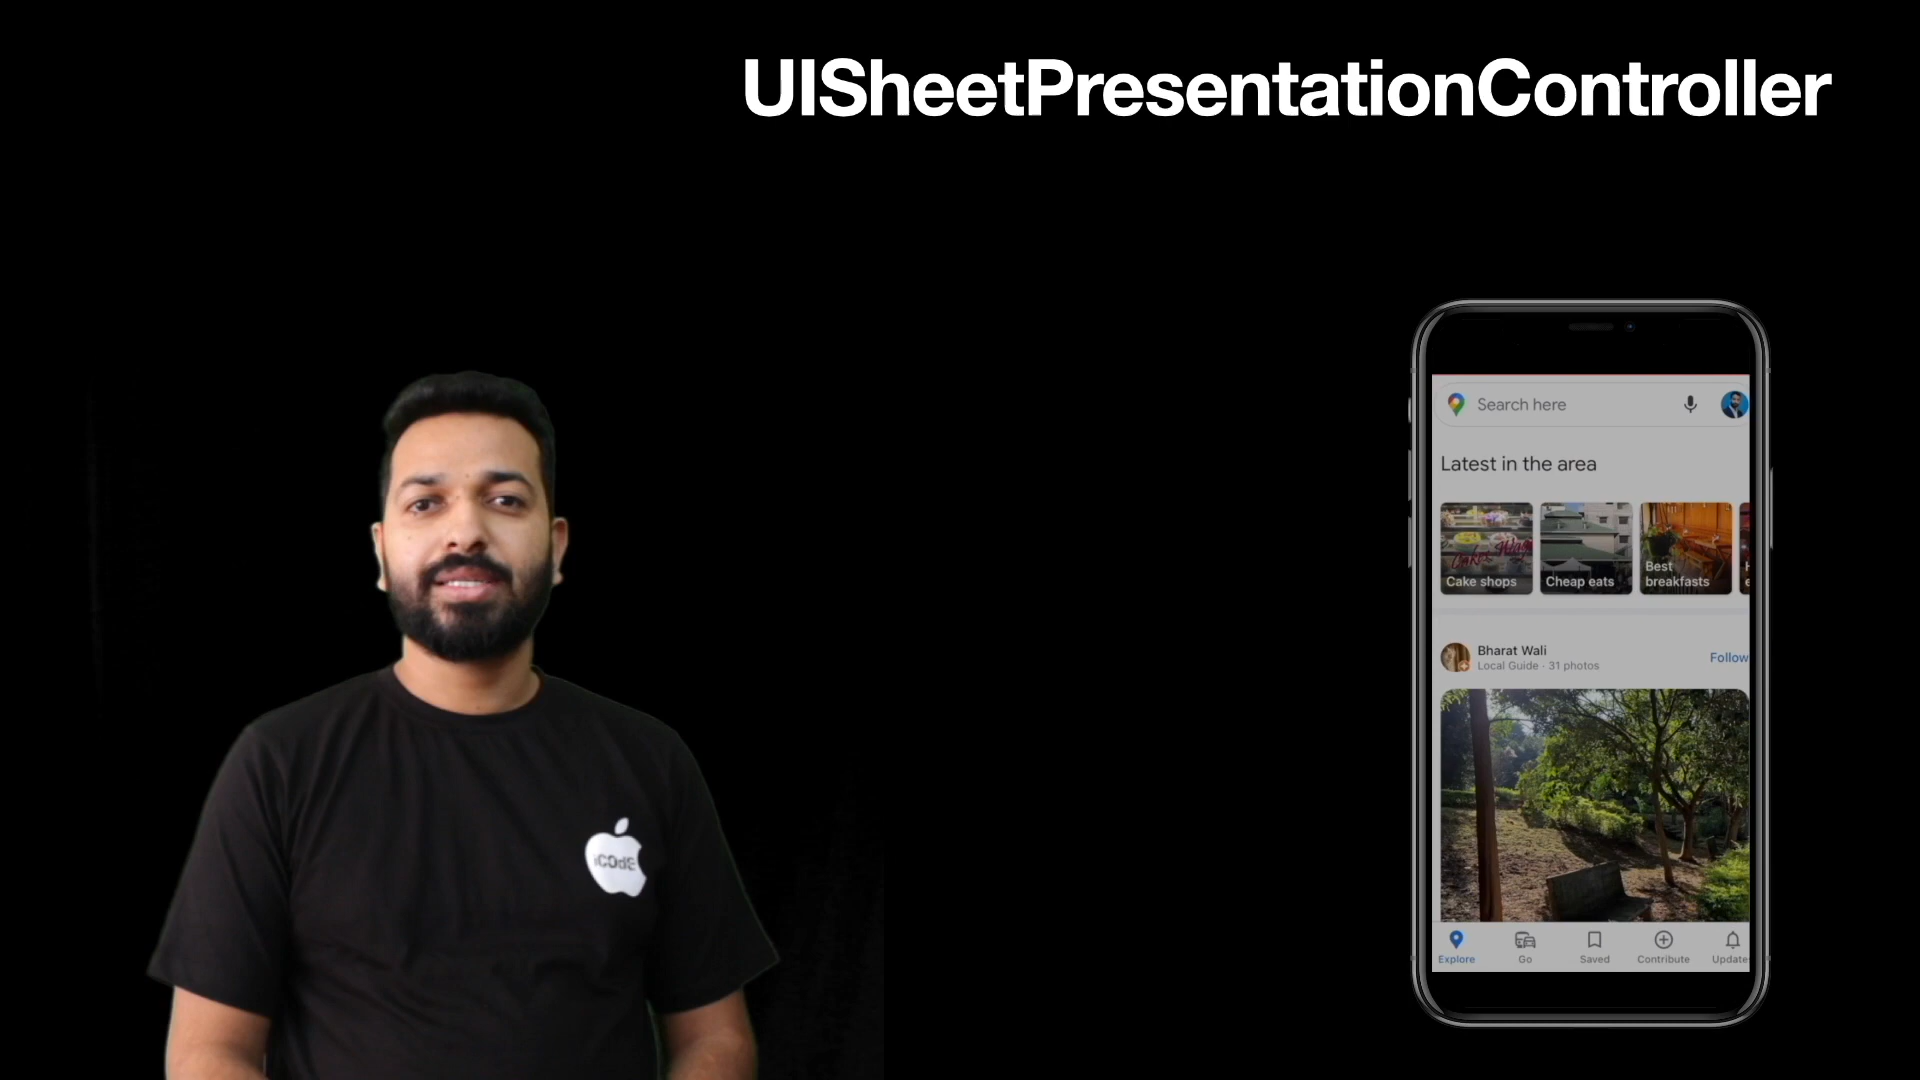 UISheetPresentationController
Search here
Latest in the area
Cake shops
Cheap eats
Best
breakfasts
Bharat Wali
Local Guide · 31 photos
Follow
Explore
Go
Saved
Contribute
Update
iCOdE